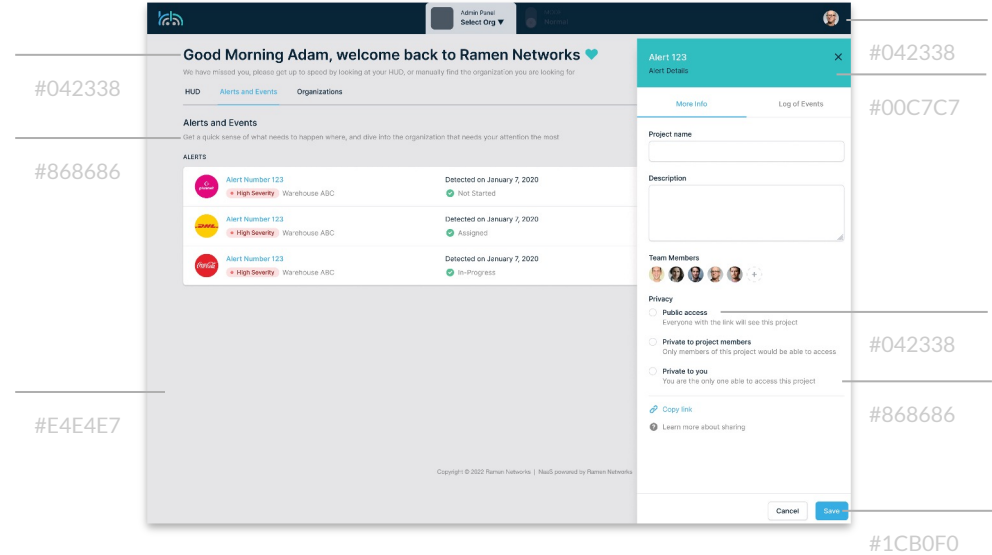 Admin Panel
Select Org ▼
Normal
Good Morning Adam, welcome back to Ramen Networks
We have missed you, please get up to speed by looking at your HUD, or manually find the organization you are looking for
HUD Alerts and Events Organizations
Alerts and Events
Get a quick sense of what needs to happen where, and dive into the organization that needs your attention the most
ALERTS
Alert Number 123
High Severity Warehouse ABC
Detected on January 7, 2020
Not Started
Alert Number 123
High Severity Warehouse ABC
Detected on January 7, 2020
Assigned
Coca-Cola
Alert Number 123
High Severity Warehouse ABC
Detected on January 7, 2020
In-Progress
Copyright © 2022 Ramen Networks | NaaS powered by Ramen Networks
Alert 123
Alert Details
More Info Log of Events
Project name
Description
Team Members
Privacy
Public access
Everyone with the link will see this project
Private to project members
Only members of this project would be able to access
Private to you
You are the only one able to access this project
Copy link
Learn more about sharing
Cancel Save
#042338
#868686
#E4E4E7
#042338
#00C7C7
#042338
#868686
#1CB0F0